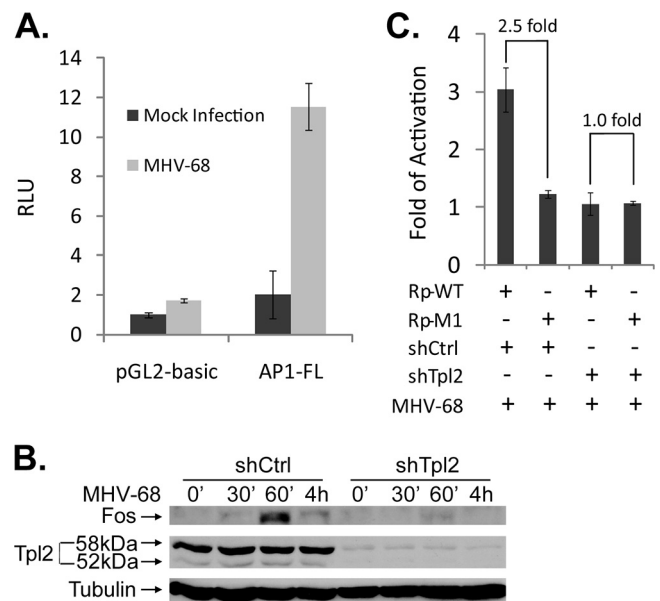 A.
14
12
10
8
6
4
2
0
RLU
Mock Infection
MHV-68
pGL2-basic AP1-FL
C.
2.5 fold
1.0 fold
4
3
2
1
0
Fold of Activation
Rp-WT + - + -
Rp-M1 - + - +
shCtrl + + - -
shTpl2 - - + +
MHV-68 + + + +
B.
shCtrl shTpl2
MHV-68 0' 30' 60' 4h 0' 30' 60' 4h
Fos
Tpl2
58kDa
52kDa
Tubulin